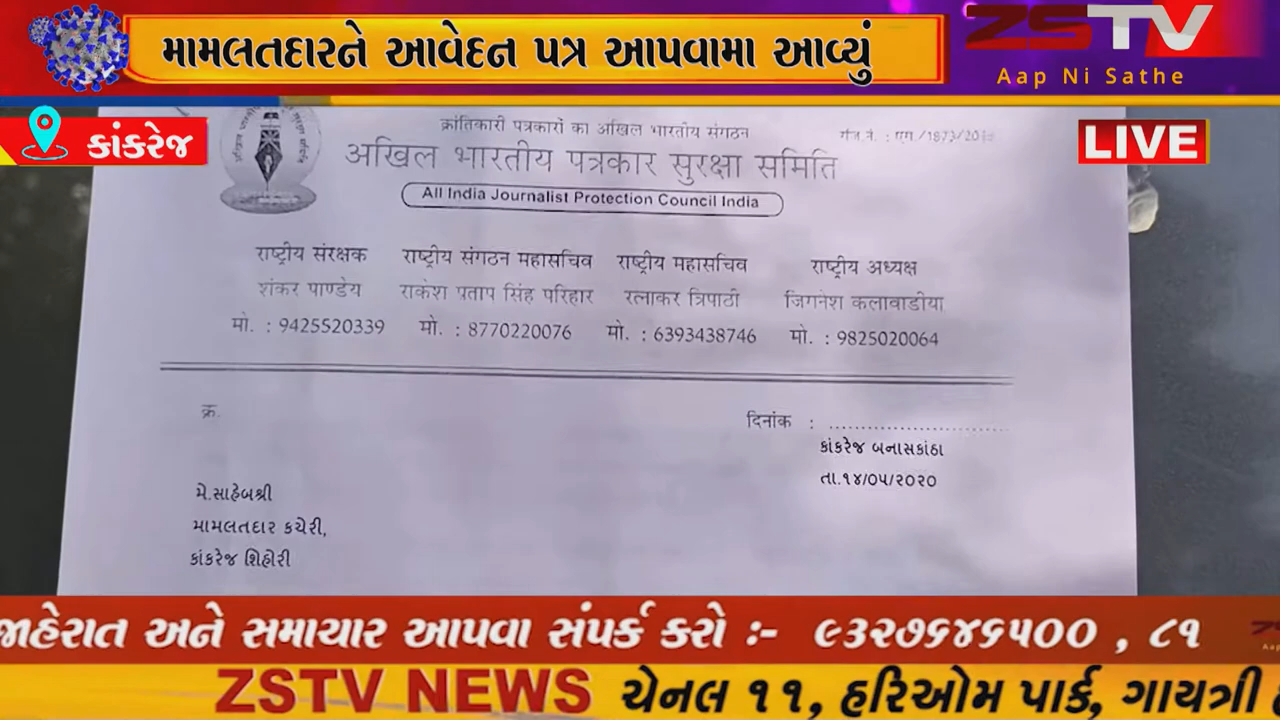 મામલતદારને આવેદન પત્ર આપવામા આવ્યું
ZSTV
Aap Ni Sathe
કાંકરેજ
LIVE
क्रांतिकारी पत्रकारों का अखिल भारतीय संगठन
अखिल भारतीय पत्रकार सुरक्षा समिति
All India Journalist Protection Council India
राष्ट्रीय संरक्षक राष्ट्रीय संगठन महासचिव राष्ट्रीय महासचिव राष्ट्रीय अध्यक्ष
शंकर पाण्डेय राकेश प्रताप सिंह परिहार रत्नाकर त्रिपाठी जिगनेश कलावाडीया
मो. : 9425520339 मो. : 8770220076 मो. : 6393438746 मो. : 9825020064
क्र.
दिनांक : ................................
કાંકરેજ બનાસકાંઠા
તા.૧૪/૦૫/૨૦૨૦
મે.સાહેબશ્રી
મામલતદાર કચેરી,
કાંકરેજ શિહોરી
જાહેરાત અને સમાચાર આપવા સંપર્ક કરો :- ૯૩૨૭૬૪૬૫૦૦ , ૮૧
ZSTV NEWS ચેનલ ૧૧, હરિઓમ પાર્ક, ગાયત્રી